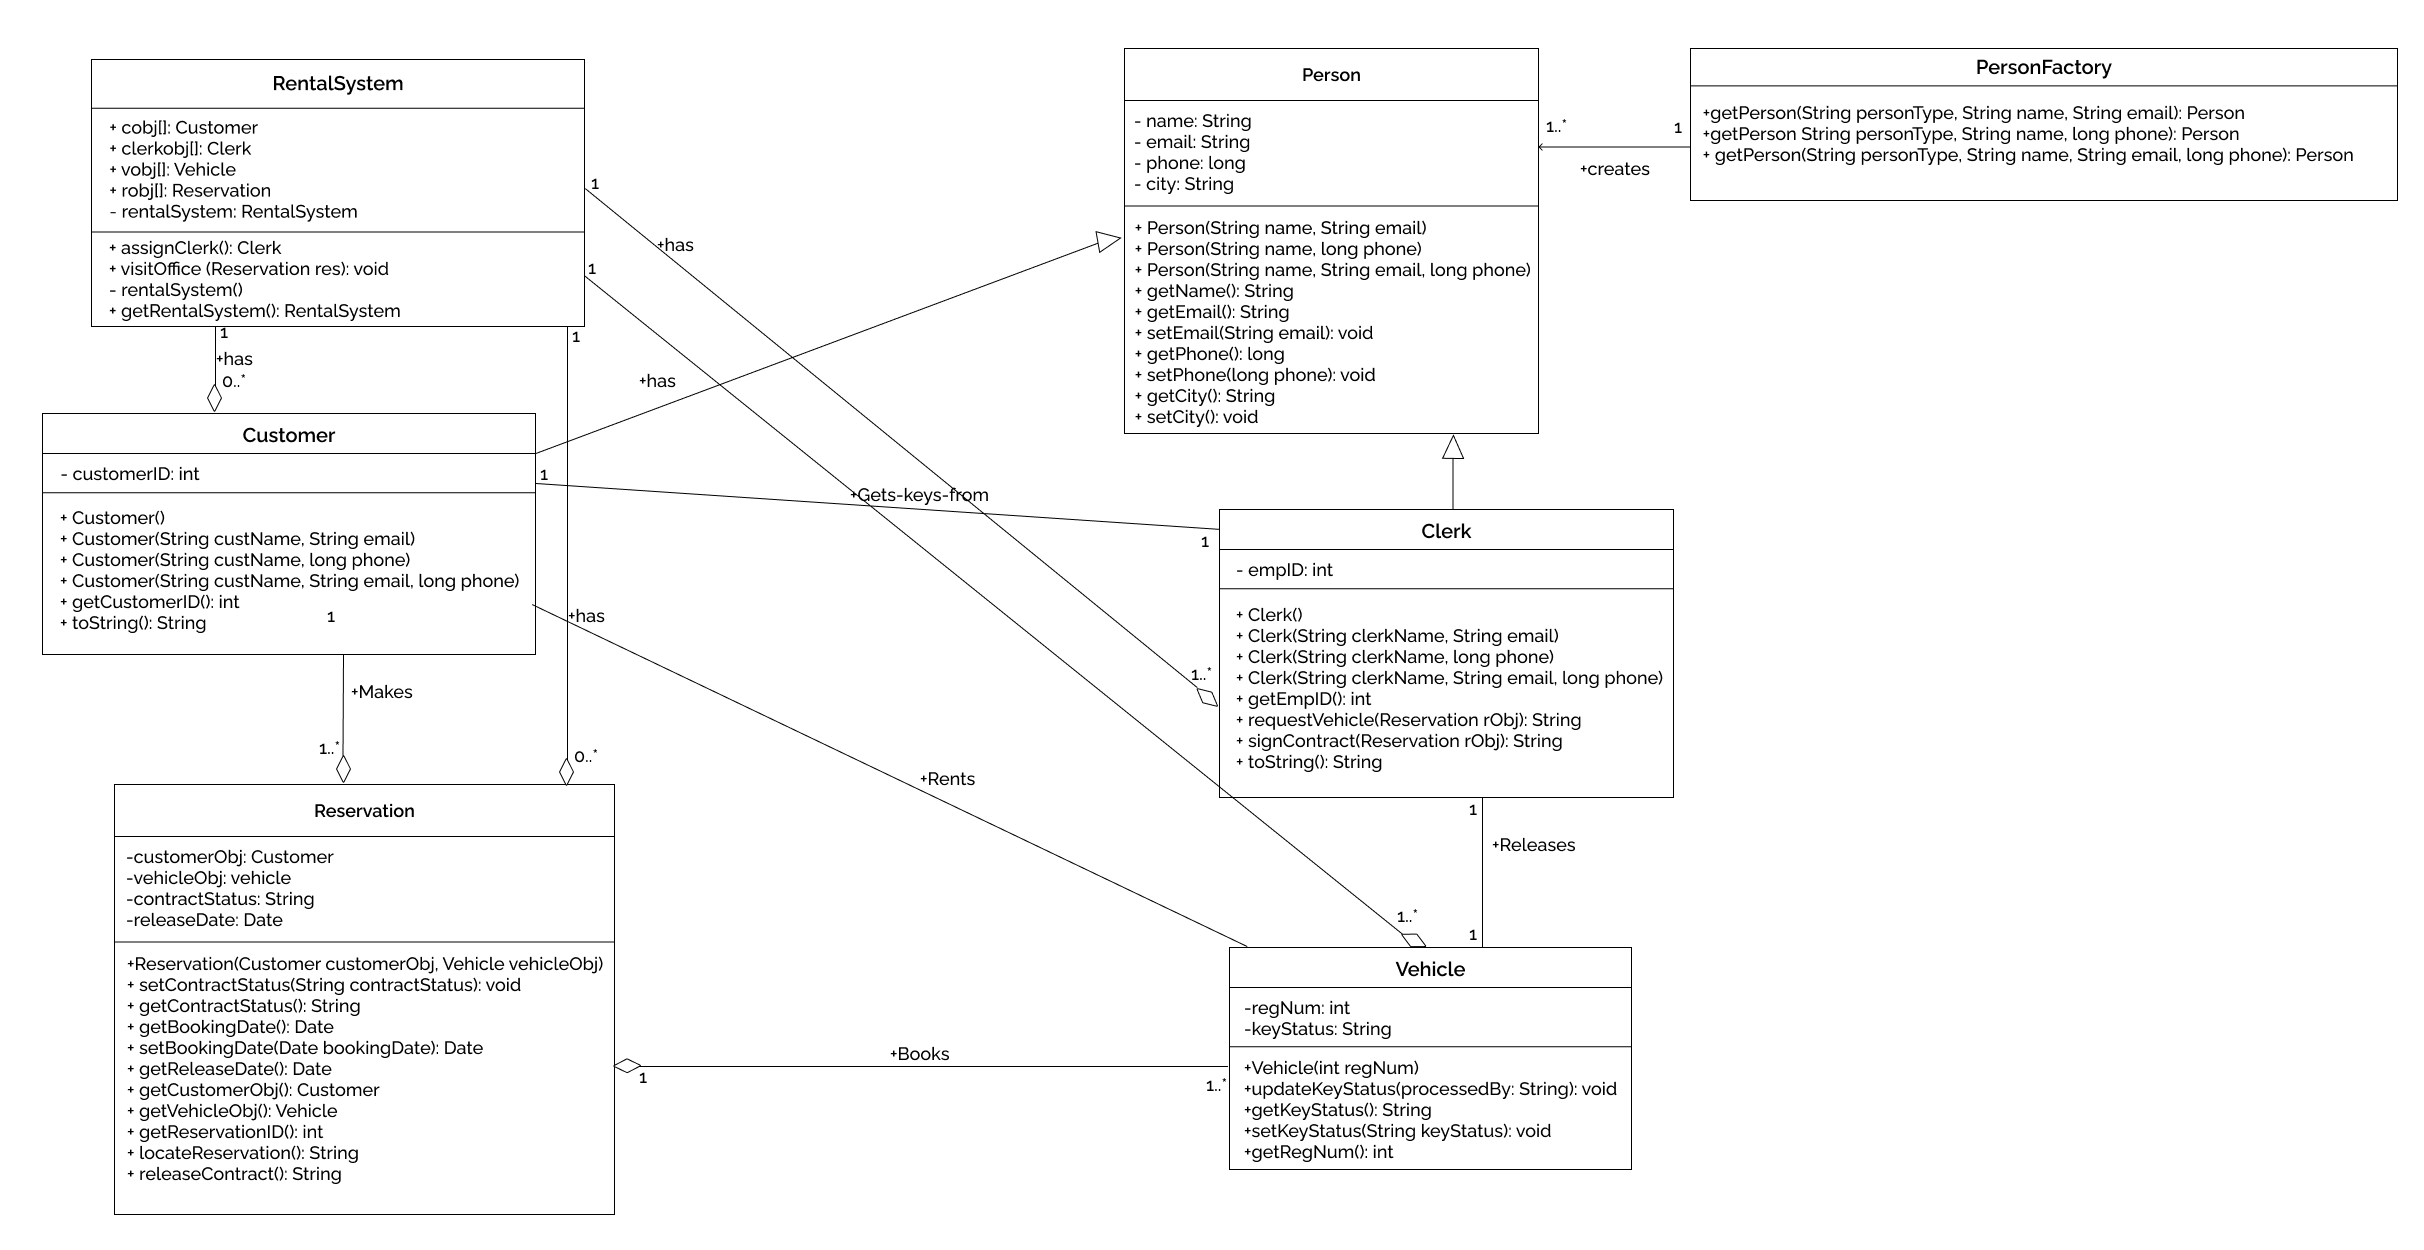 RentalSystem
+ cobj[]: Customer
+ clerkobj[]: Clerk
+ vobj[]: Vehicle
+ robj[]: Reservation
- rentalSystem: RentalSystem
+ assignClerk(): Clerk
+ visitOffice (Reservation res): void
- rentalSystem()
+ getRentalSystem(): RentalSystem
Person
- name: String
- email: String
- phone: long
- city: String
+ Person(String name, String email)
+ Person(String name, long phone)
+ Person(String name, String email, long phone)
+ getName(): String
+ getEmail(): String
+ setEmail(String email): void
+ getPhone(): long
+ setPhone(long phone): void
+ getCity(): String
+ setCity(): void
1..*
1
+creates
PersonFactory
+getPerson(String personType, String name, String email): Person
+getPerson String personType, String name, long phone): Person
+ getPerson(String personType, String name, String email, long phone): Person
1
+has
1
+has
1
+has
0..*
1
+has
0..*
Customer
- customerID: int
+ Customer()
+ Customer(String custName, String email)
+ Customer(String custName, long phone)
+ Customer(String custName, String email, long phone)
+ getCustomerID(): int
+ toString(): String
1
1
+Gets-keys-from
1
Clerk
- empID: int
+ Clerk()
+ Clerk(String clerkName, String email)
+ Clerk(String clerkName, long phone)
+ Clerk(String clerkName, String email, long phone)
+ getEmpID(): int
+ requestVehicle(Reservation rObj): String
+ signContract(Reservation rObj): String
+ toString(): String
1..*
+Makes
1..*
+Rents
1
+Releases
1
1..*
Reservation
-customerObj: Customer
-vehicleObj: vehicle
-contractStatus: String
-releaseDate: Date
+Reservation(Customer customerObj, Vehicle vehicleObj)
+ setContractStatus(String contractStatus): void
+ getContractStatus(): String
+ getBookingDate(): Date
+ setBookingDate(Date bookingDate): Date
+ getReleaseDate(): Date
+ getCustomerObj(): Customer
+ getVehicleObj(): Vehicle
+ getReservationID(): int
+ locateReservation(): String
+ releaseContract(): String
+Books
1
1..*
Vehicle
-regNum: int
-keyStatus: String
+Vehicle(int regNum)
+updateKeyStatus(processedBy: String): void
+getKeyStatus(): String
+setKeyStatus(String keyStatus): void
+getRegNum(): int